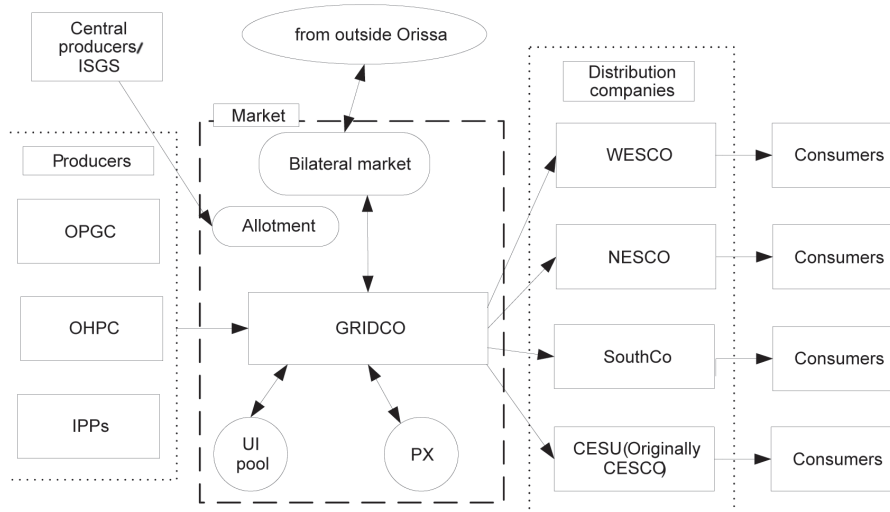 Central
producers/
ISGS
from outside Orissa
Distribution
companies
Market
Producers
Bilateral market
WESCO
Consumers
OPGC
Allotment
NESCO
Consumers
OHPC
GRIDCO
SouthCo
Consumers
IPPs
UI
pool
PX
CESU(Originally
CESCO)
Consumers